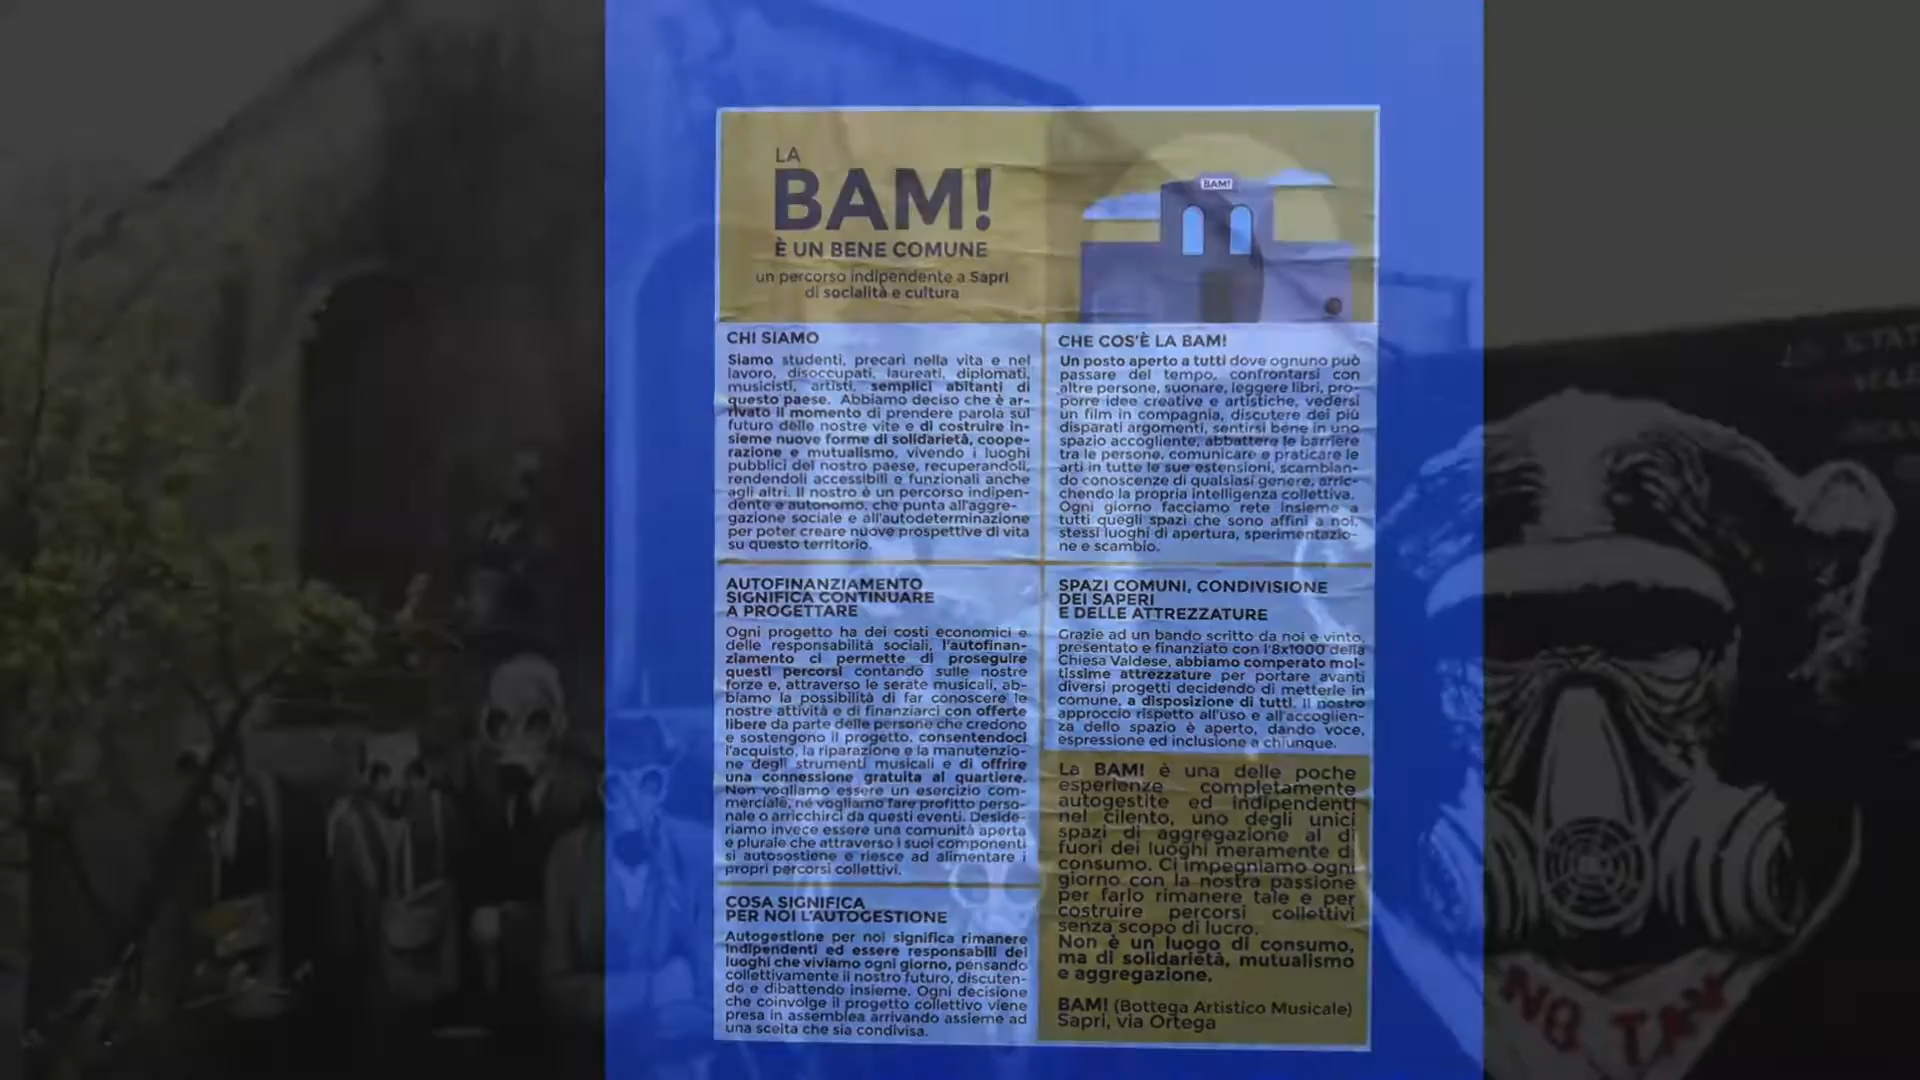 LA
BAM!
È UN BENE COMUNE
un percorso indipendente a Sapri
di socialità e cultura
BAM!
CHI SIAMO
Siamo studenti, precari nella vita e nel
lavoro, disoccupati, laureati, diplomati,
musicisti, artisti, semplici abitanti di
questo paese. Abbiamo deciso che è ar-
rivato il momento di prendere parola sul
futuro delle nostre vite e di costruire in-
sieme nuove forme di solidarietà, coope-
razione e mutualismo, vivendo i luoghi
pubblici del nostro paese, recuperandoli,
rendendoli accessibili e funzionali anche
agli altri. Il nostro è un percorso indipen-
dente e autonomo, che punta all'aggre-
gazione sociale e all'autodeterminazione
per poter creare nuove prospettive di vita
su questo territorio.
CHE COS'È LA BAM!
Un posto aperto a tutti dove ognuno può
passare del tempo, confrontarsi con
altre persone, suonare, leggere libri, pro-
porre idee creative e artistiche, vedersi
un film in compagnia, discutere dei più
disparati argomenti, sentirsi bene in uno
spazio accogliente, abbattere le barriere
tra le persone, comunicare e praticare le
arti in tutte le sue estensioni, scambian-
do conoscenze di qualsiasi genere, arric-
chendo la propria intelligenza collettiva.
Ogni giorno facciamo rete insieme a
tutti quegli spazi che sono affini a noi,
stessi luoghi di apertura, sperimentazio-
ne e scambio.
AUTOFINANZIAMENTO
SIGNIFICA CONTINUARE
A PROGETTARE
Ogni progetto ha dei costi economici e
delle responsabilità sociali, l'autofinan-
ziamento ci permette di proseguire
questi percorsi contando sulle nostre
forze e, attraverso le serate musicali, ab-
biamo la possibilità di far conoscere le
nostre attività e di finanziarci con offerte
libere da parte delle persone che credono
e sostengono il progetto, consentendoci
l'acquisto, la riparazione e la manutenzio-
ne degli strumenti musicali e di offrire
una connessione gratuita al quartiere.
Non vogliamo essere un esercizio com-
merciale, né vogliamo fare profitto perso-
nale o arricchirci da questi eventi. Deside-
riamo invece essere una comunità aperta
e plurale che attraverso i suoi componenti
si autosostiene e riesce ad alimentare i
propri percorsi collettivi.
COSA SIGNIFICA
PER NOI L'AUTOGESTIONE
Autogestione per noi significa rimanere
indipendenti ed essere responsabili dei
luoghi che viviamo ogni giorno, pensando
collettivamente il nostro futuro, discuten-
do e dibattendo insieme. Ogni decisione
che coinvolge il progetto collettivo viene
presa in assemblea arrivando assieme ad
una scelta che sia condivisa.
SPAZI COMUNI, CONDIVISIONE
DEI SAPERI
E DELLE ATTREZZATURE
Grazie ad un bando scritto da noi e vinto,
presentato e finanziato con l'8x1000 della
Chiesa Valdese, abbiamo comperato mol-
tissime attrezzature per portare avanti
diversi progetti decidendo di metterle in
comune, a disposizione di tutti. Il nostro
approccio rispetto all'uso e all'accoglien-
za dello spazio è aperto, dando voce,
espressione ed inclusione a chiunque.
La BAM! è una delle poche
esperienze completamente
autogestite ed indipendenti
nel cilento, uno degli unici
spazi di aggregazione al di
fuori dei luoghi meramente di
consumo. Ci impegniamo ogni
giorno con la nostra passione
per farlo rimanere tale e per
costruire percorsi collettivi
senza scopo di lucro.
Non è un luogo di consumo,
ma di solidarietà, mutualismo
e aggregazione.
BAM! (Bottega Artistico Musicale)
Sapri, via Ortega
NO TAV